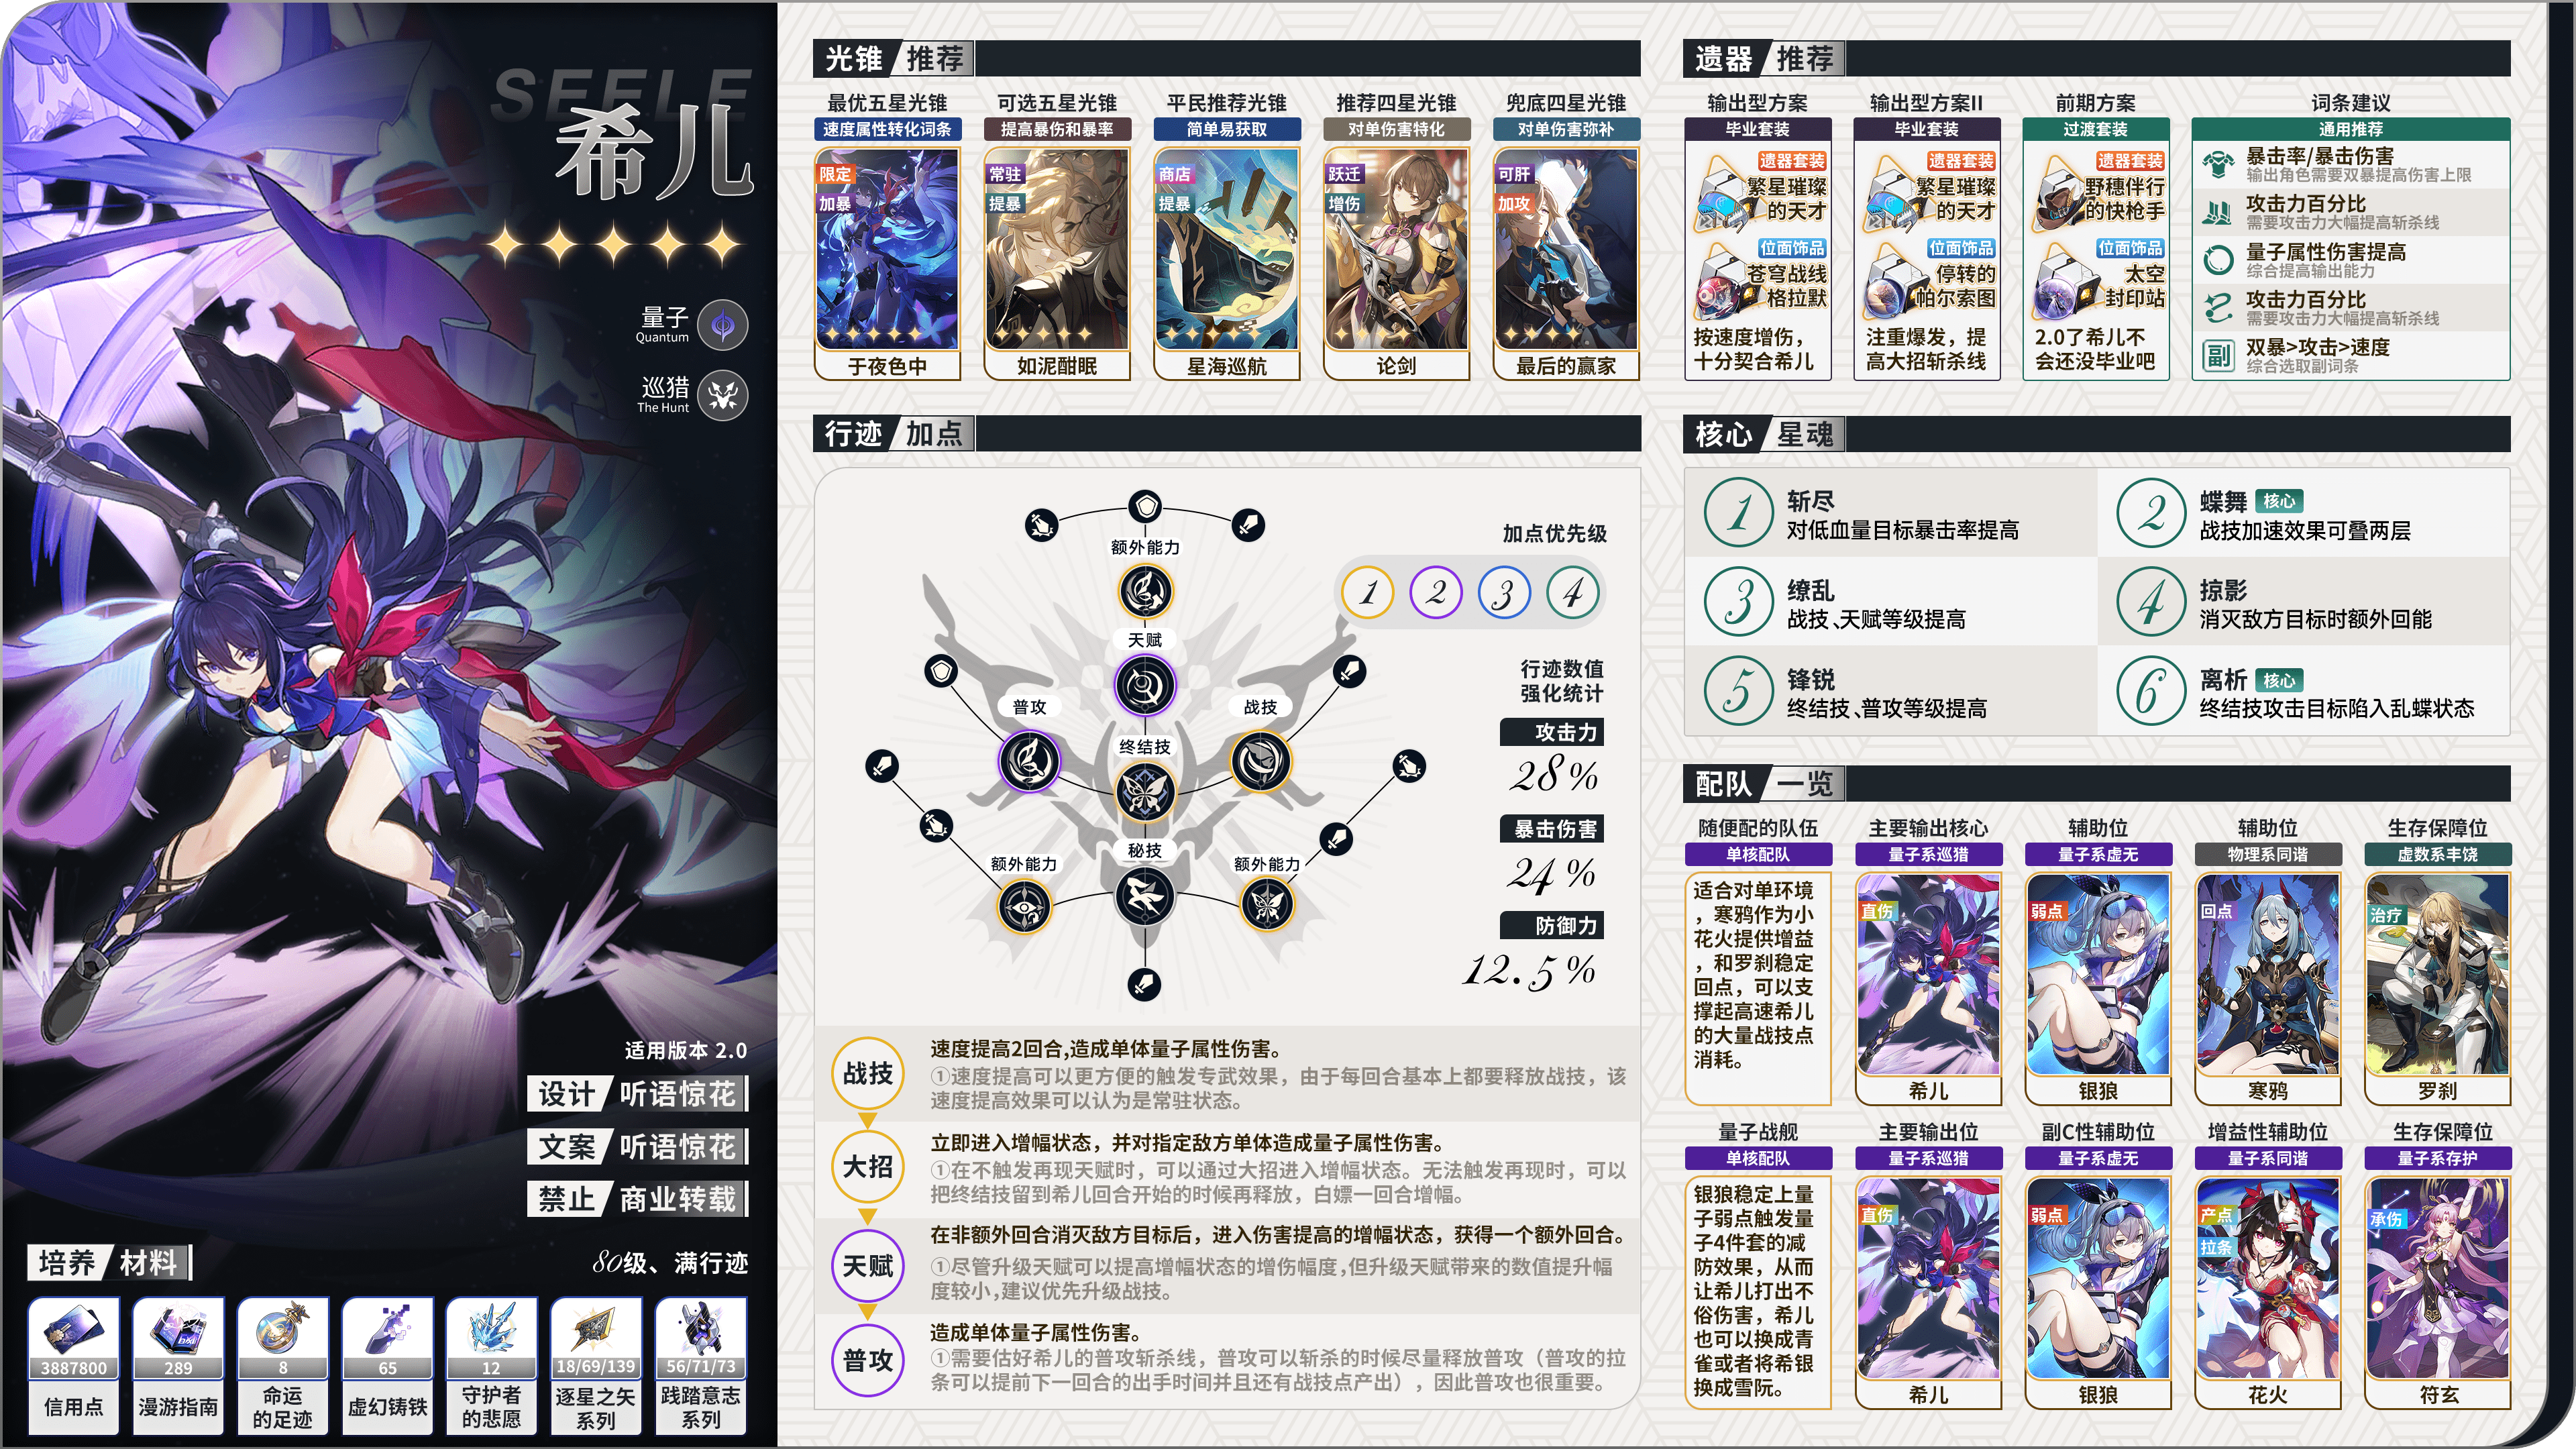 SEELE
希儿
量子
Quantum
巡猎
The Hunt
适用版本 2.0
设计 听语惊花
文案 听语惊花
禁止 商业转载
培养 材料
80级、满行迹
3887800
信用点
289
漫游指南
8
命运
的足迹
65
虚幻铸铁
12
守护者
的悲愿
18/69/139
逐星之矢
系列
56/71/73
践踏意志
系列
光锥 推荐
最优五星光锥
速度属性转化词条
限定
加暴
于夜色中
可选五星光锥
提高暴伤和暴率
常驻
提暴
如泥酣眠
平民推荐光锥
简单易获取
商店
提暴
星海巡航
推荐四星光锥
对单伤害特化
跃迁
增伤
论剑
兜底四星光锥
对单伤害弥补
可肝
加攻
最后的赢家
行迹 加点
加点优先级
1 2 3 4
额外能力
天赋
普攻
战技
终结技
秘技
额外能力
额外能力
行迹数值
强化统计
攻击力
28%
暴击伤害
24%
防御力
12.5%
战技
速度提高2回合,造成单体量子属性伤害。
①速度提高可以更方便的触发专武效果，由于每回合基本上都要释放战技，该
速度提高效果可以认为是常驻状态。
大招
立即进入增幅状态，并对指定敌方单体造成量子属性伤害。
①在不触发再现天赋时，可以通过大招进入增幅状态。无法触发再现时，可以
把终结技留到希儿回合开始的时候再释放，白嫖一回合增幅。
天赋
在非额外回合消灭敌方目标后，进入伤害提高的增幅状态，获得一个额外回合。
①尽管升级天赋可以提高增幅状态的增伤幅度,但升级天赋带来的数值提升幅
度较小,建议优先升级战技。
普攻
造成单体量子属性伤害。
①需要估好希儿的普攻斩杀线，普攻可以斩杀的时候尽量释放普攻（普攻的拉
条可以提前下一回合的出手时间并且还有战技点产出），因此普攻也很重要。
遗器 推荐
输出型方案
毕业套装
遗器套装
繁星璀璨
的天才
位面饰品
苍穹战线
格拉默
按速度增伤，
十分契合希儿
输出型方案II
毕业套装
遗器套装
繁星璀璨
的天才
位面饰品
停转的
帕尔索图
注重爆发，提
高大招斩杀线
前期方案
过渡套装
遗器套装
野穗伴行
的快枪手
位面饰品
太空
封印站
2.0了希儿不
会还没毕业吧
词条建议
通用推荐
暴击率/暴击伤害
输出角色需要双暴提高伤害上限
攻击力百分比
需要攻击力大幅提高斩杀线
量子属性伤害提高
综合提高输出能力
攻击力百分比
需要攻击力大幅提高斩杀线
副
双暴>攻击>速度
综合选取副词条
核心 星魂
1
斩尽
对低血量目标暴击率提高
2
蝶舞 核心
战技加速效果可叠两层
3
缭乱
战技、天赋等级提高
4
掠影
消灭敌方目标时额外回能
5
锋锐
终结技、普攻等级提高
6
离析 核心
终结技攻击目标陷入乱蝶状态
配队 一览
随便配的队伍
单核配队
适合对单环境
，寒鸦作为小
花火提供增益
，和罗刹稳定
回点，可以支
撑起高速希儿
的大量战技点
消耗。
主要输出核心
量子系巡猎
直伤
希儿
辅助位
量子系虚无
弱点
银狼
辅助位
物理系同谐
回点
寒鸦
生存保障位
虚数系丰饶
治疗
罗刹
量子战舰
单核配队
银狼稳定上量
子弱点触发量
子4件套的减
防效果，从而
让希儿打出不
俗伤害，希儿
也可以换成青
雀或者将希银
换成雪阮。
主要输出位
量子系巡猎
直伤
希儿
副C性辅助位
量子系虚无
弱点
银狼
增益性辅助位
量子系同谐
产点
拉条
花火
生存保障位
量子系存护
承伤
符玄